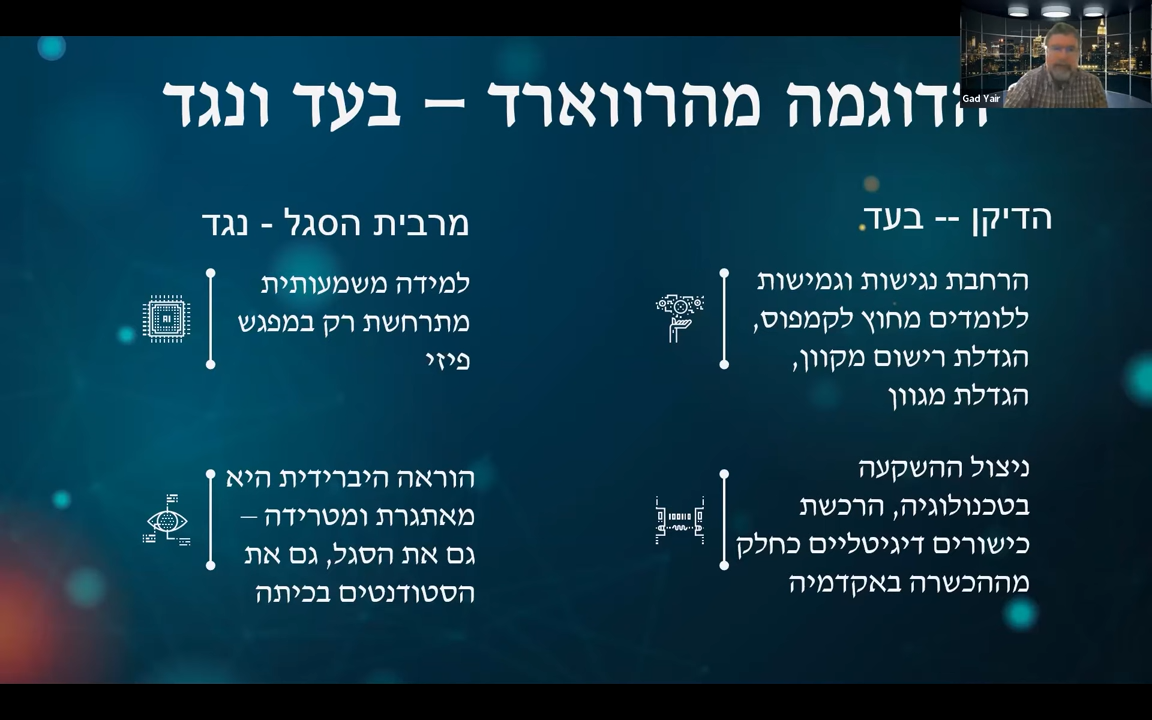 הדוגמה מהרווארד – בעד ונגד
Gad Yair
הדיקן -- בעד
הרחבת נגישות וגמישות
ללומדים מחוץ לקמפוס,
הגדלת רישום מקוון,
הגדלת מגוון
ניצול ההשקעה
בטכנולוגיה, הרכשת
כישורים דיגיטליים כחלק
מההכשרה באקדמיה
מרבית הסגל - נגד
למידה משמעותית
מתרחשת רק במפגש
פיזי
הוראה היברידית היא
מאתגרת ומטרידה –
גם את הסגל, גם את
הסטודנטים בכיתה
AI